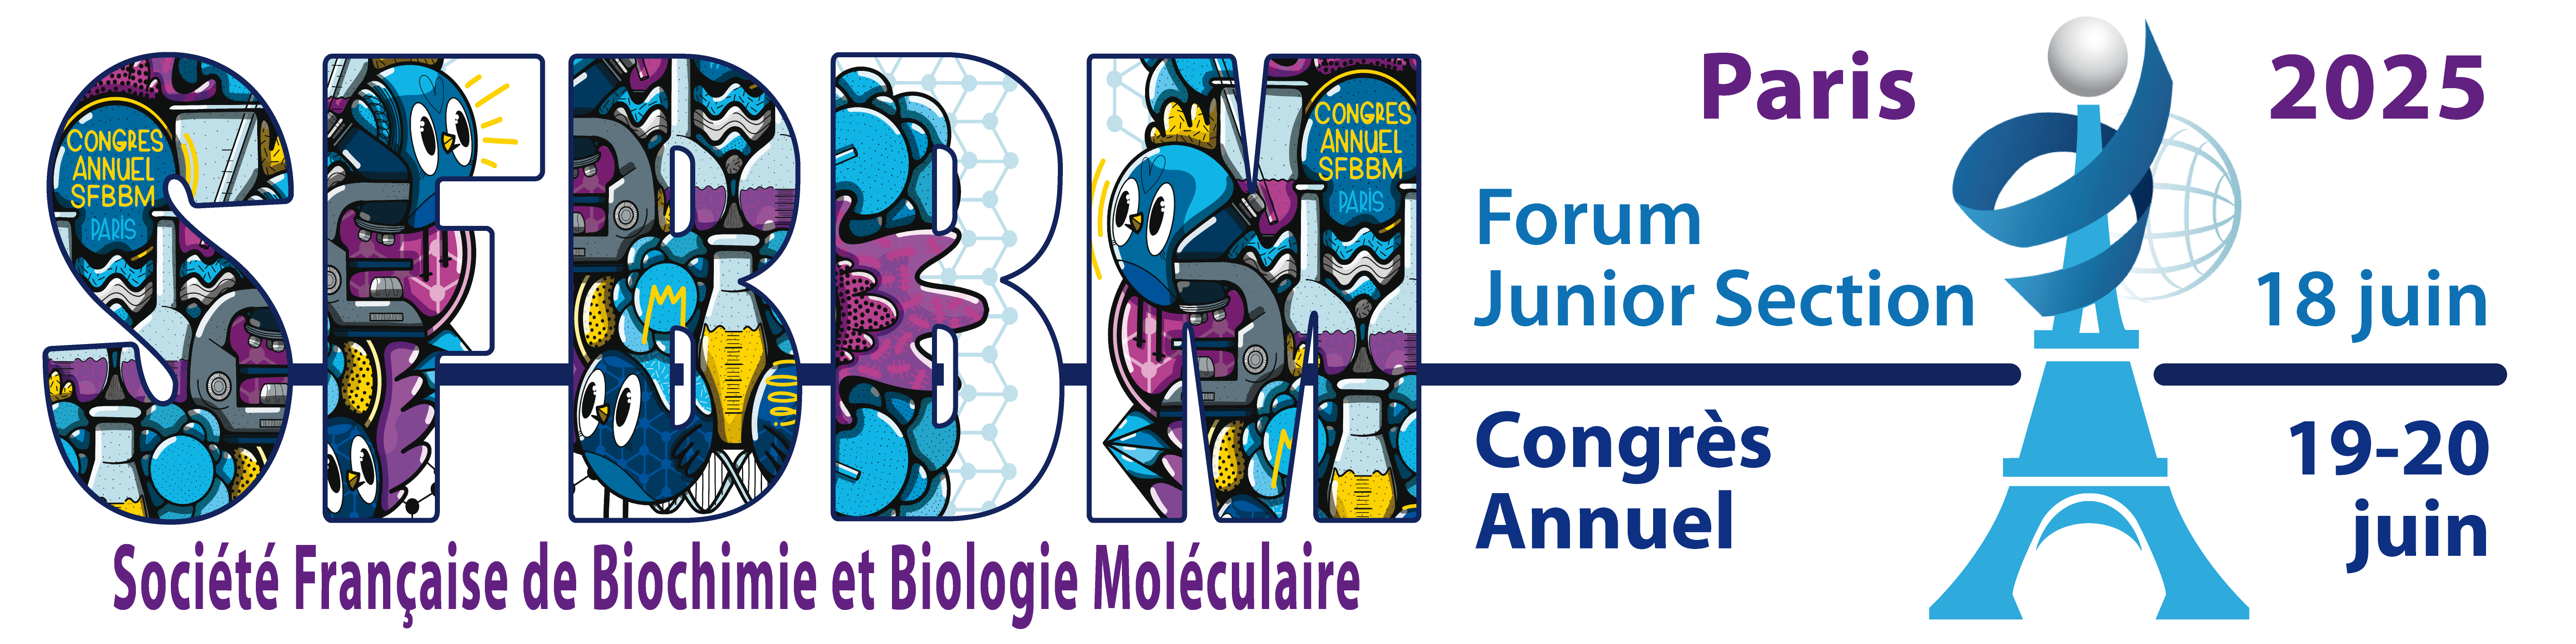 SFBBM
CONGRES
ANNUEL
SFBBM
PARIS
M
CONGRES
ANNUEL
SFBBM
PARIS
M
Société Française de Biochimie et Biologie Moléculaire
Paris
2025
Forum
Junior Section
18 juin
Congrès
Annuel
19-20
juin